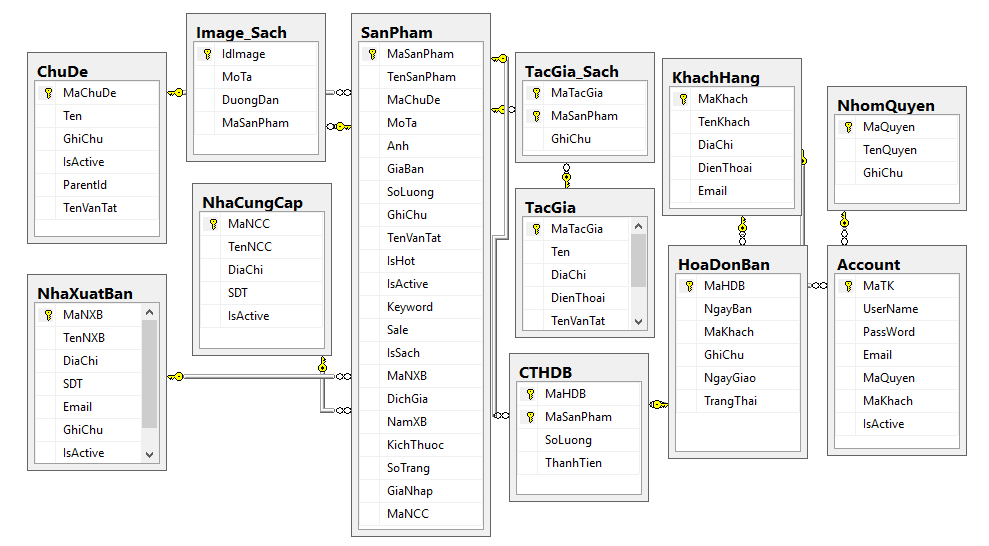 ChuDe
MaChuDe
Ten
GhiChu
IsActive
ParentId
TenVanTat
Image_Sach
IdImage
MoTa
DuongDan
MaSanPham
SanPham
MaSanPham
TenSanPham
MaChuDe
MoTa
Anh
GiaBan
SoLuong
GhiChu
TenVanTat
IsHot
IsActive
Keyword
Sale
IsSach
MaNXB
DichGia
NamXB
KichThuoc
SoTrang
GiaNhap
MaNCC
TacGia_Sach
MaTacGia
MaSanPham
GhiChu
KhachHang
MaKhach
TenKhach
DiaChi
DienThoai
Email
NhomQuyen
MaQuyen
TenQuyen
GhiChu
NhaCungCap
MaNCC
TenNCC
DiaChi
SDT
IsActive
TacGia
MaTacGia
Ten
DiaChi
DienThoai
TenVanTat
NhaXuatBan
MaNXB
TenNXB
DiaChi
SDT
Email
GhiChu
IsActive
HoaDonBan
MaHDB
NgayBan
MaKhach
GhiChu
NgayGiao
TrangThai
Account
MaTK
UserName
PassWord
Email
MaQuyen
MaKhach
IsActive
CTHDB
MaHDB
MaSanPham
SoLuong
ThanhTien